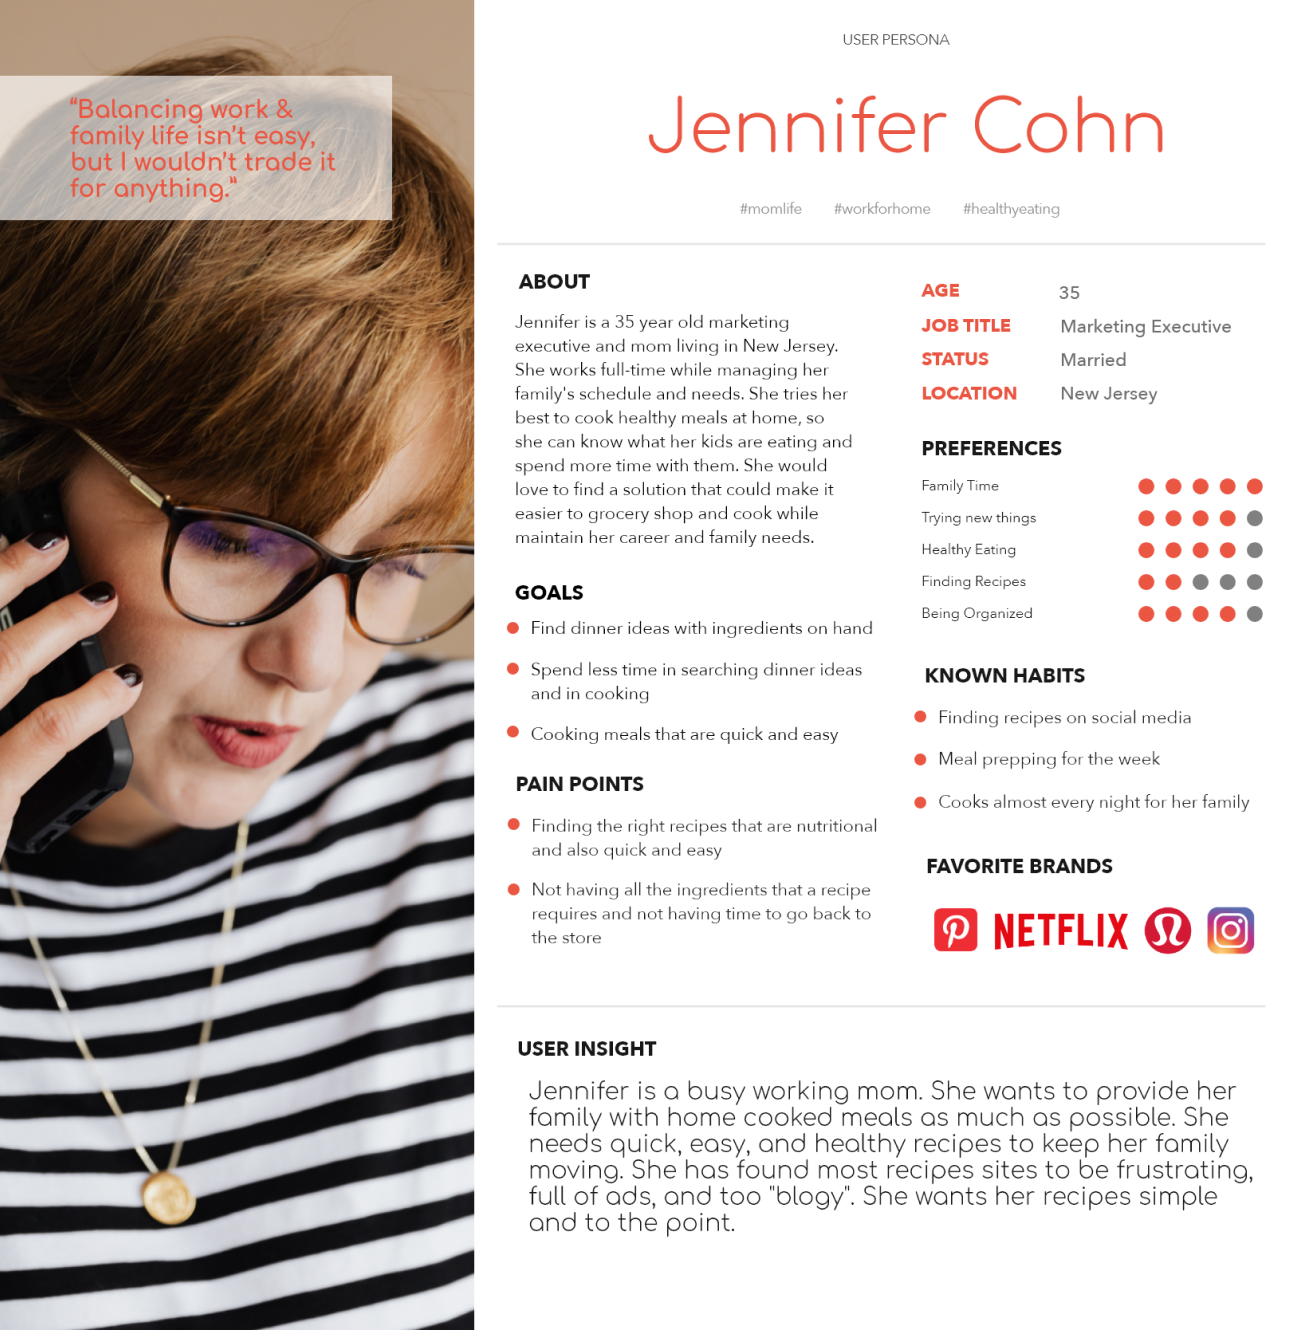 “Balancing work &
family life isn’t easy,
but I wouldn’t trade it
for anything.”
USER PERSONA
Jennifer Cohn
#momlife #workforhome #healthyeating
ABOUT
Jennifer is a 35 year old marketing
executive and mom living in New Jersey.
She works full-time while managing her
family's schedule and needs. She tries her
best to cook healthy meals at home, so
she can know what her kids are eating and
spend more time with them. She would
love to find a solution that could make it
easier to grocery shop and cook while
maintain her career and family needs.
GOALS
Find dinner ideas with ingredients on hand
Spend less time in searching dinner ideas
and in cooking
Cooking meals that are quick and easy
PAIN POINTS
Finding the right recipes that are nutritional
and also quick and easy
Not having all the ingredients that a recipe
requires and not having time to go back to
the store
AGE 35
JOB TITLE Marketing Executive
STATUS Married
LOCATION New Jersey
PREFERENCES
Family Time
Trying new things
Healthy Eating
Finding Recipes
Being Organized
KNOWN HABITS
Finding recipes on social media
Meal prepping for the week
Cooks almost every night for her family
FAVORITE BRANDS
NETFLIX
USER INSIGHT
Jennifer is a busy working mom. She wants to provide her
family with home cooked meals as much as possible. She
needs quick, easy, and healthy recipes to keep her family
moving. She has found most recipes sites to be frustrating,
full of ads, and too "blogy". She wants her recipes simple
and to the point.